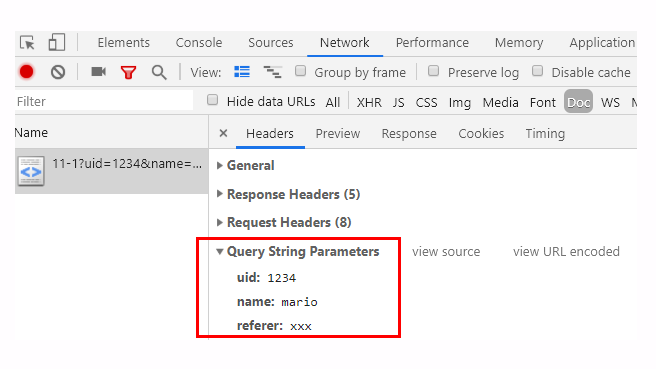 Elements Console Sources Network Performance Memory Application
View: Group by frame Preserve log Disable cache
Filter Hide data URLs All XHR JS CSS Img Media Font Doc WS
Name × Headers Preview Response Cookies Timing
11-1?uid=1234&name=...
▶ General
▶ Response Headers (5)
▶ Request Headers (8)
▼ Query String Parameters view source view URL encoded
uid: 1234
name: mario
referer: xxx